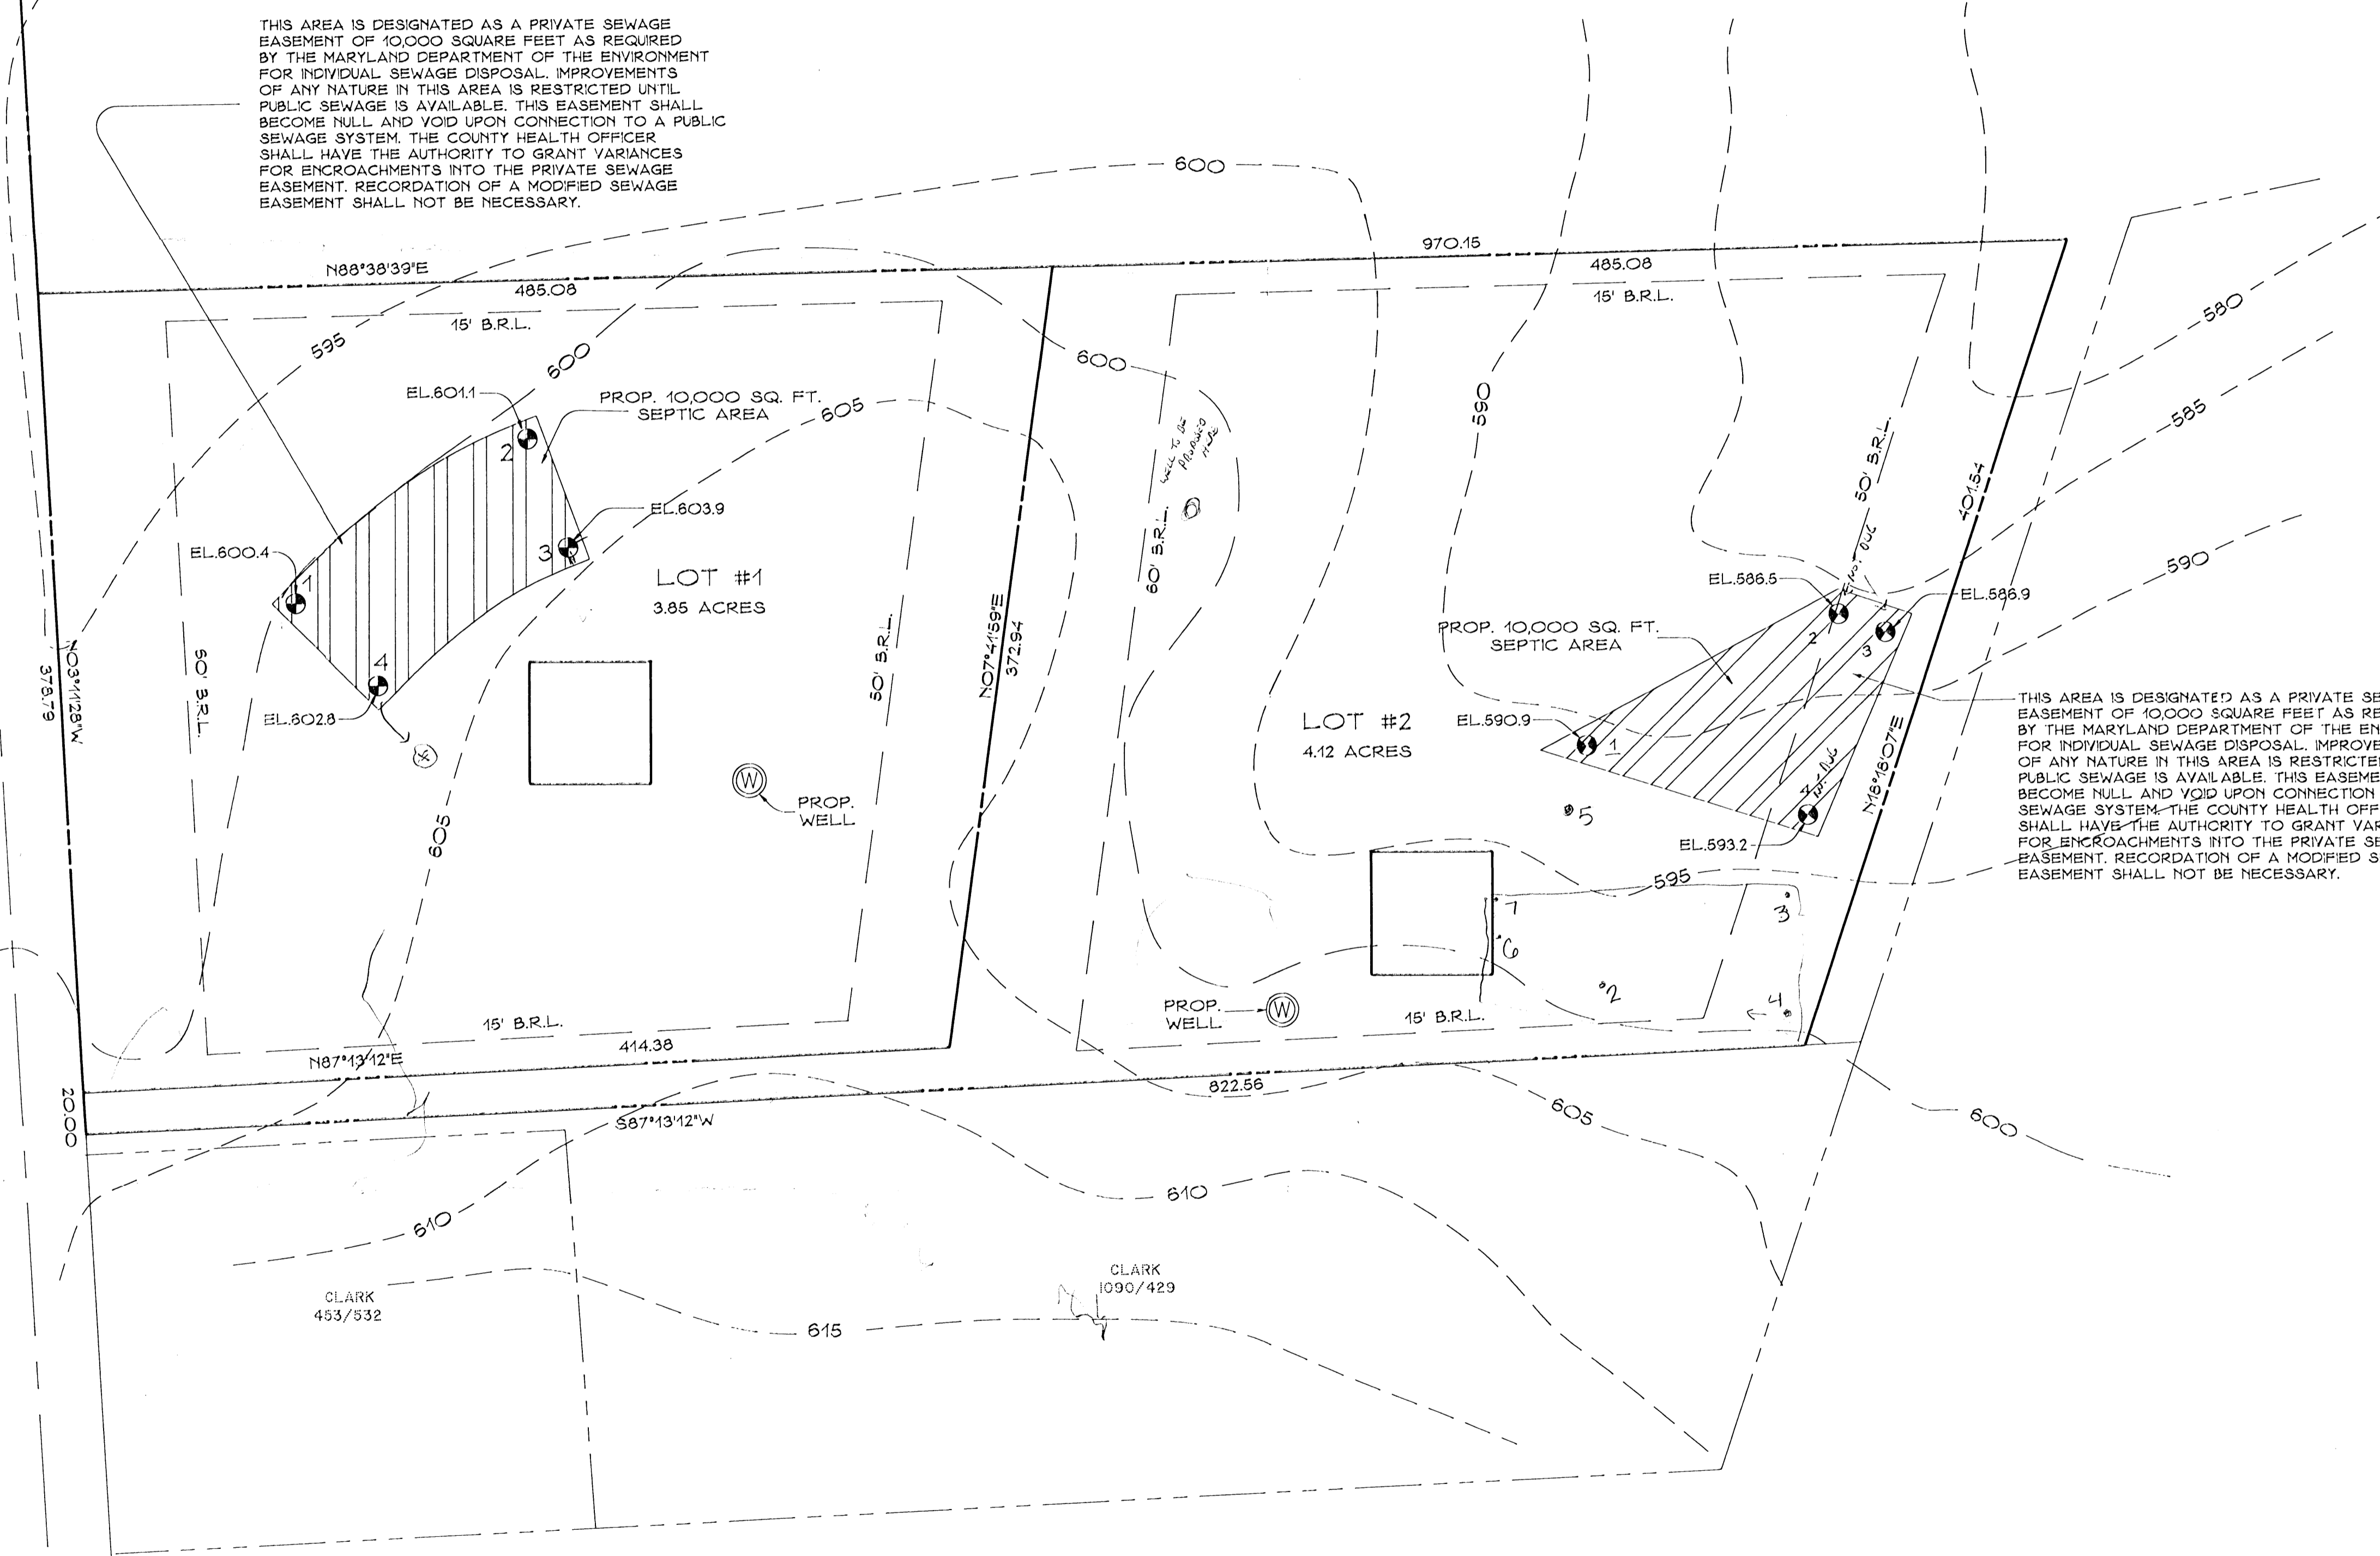 THIS AREA IS DESIGNATED AS A PRIVATE SEWAGE
EASEMENT OF 10,000 SQUARE FEET AS REQUIRED
BY THE MARYLAND DEPARTMENT OF THE ENVIRONMENT
FOR INDIVIDUAL SEWAGE DISPOSAL. IMPROVEMENTS
OF ANY NATURE IN THIS AREA IS RESTRICTED UNTIL
PUBLIC SEWAGE IS AVAILABLE. THIS EASEMENT SHALL
BECOME NULL AND VOID UPON CONNECTION TO A PUBLIC
SEWAGE SYSTEM. THE COUNTY HEALTH OFFICER
SHALL HAVE THE AUTHORITY TO GRANT VARIANCES
FOR ENCROACHMENTS INTO THE PRIVATE SEWAGE
EASEMENT. RECORDATION OF A MODIFIED SEWAGE
EASEMENT SHALL NOT BE NECESSARY.
600
970.15
N88°38'39"E
485.08
485.08
15' B.R.L.
15' B.R.L.
580
595
600
600
EL.601.1
PROP. 10,000 SQ. FT.
SEPTIC AREA
605
590
585
2
WELL TO BE
PROPOSED
HERE
50' B.R.L.
401.54
EL.603.9
60' B.R.L.
3
EL.600.4
1
LOT #1
3.85 ACRES
NOT DUG
590
EL.586.5
EL.586.9
PROP. 10,000 SQ. FT.
SEPTIC AREA
2
3
N03°11'28"W
378.79
50' B.R.L.
4
EL.602.8
50' B.R.L.
N07°41'59"E
372.94
LOT #2
4.12 ACRES
EL.590.9
1
N18°18'07"E
THIS AREA IS DESIGNATED AS A PRIVATE SE
EASEMENT OF 10,000 SQUARE FEET AS RE
BY THE MARYLAND DEPARTMENT OF THE EN
FOR INDIVIDUAL SEWAGE DISPOSAL. IMPROVE
OF ANY NATURE IN THIS AREA IS RESTRICTE
PUBLIC SEWAGE IS AVAILABLE. THIS EASEME
BECOME NULL AND VOID UPON CONNECTION
SEWAGE SYSTEM. THE COUNTY HEALTH OFF
SHALL HAVE THE AUTHORITY TO GRANT VAR
FOR ENCROACHMENTS INTO THE PRIVATE SE
EASEMENT. RECORDATION OF A MODIFIED S
EASEMENT SHALL NOT BE NECESSARY.
W
PROP.
WELL
NOT DUG
4
5
EL.593.2
605
595
7
3
6
2
4
PROP.
WELL
W
15' B.R.L.
15' B.R.L.
N87°13'12"E
414.38
20.00
822.56
S87°13'12"W
605
600
610
610
CLARK
453/532
CLARK
1090/429
615